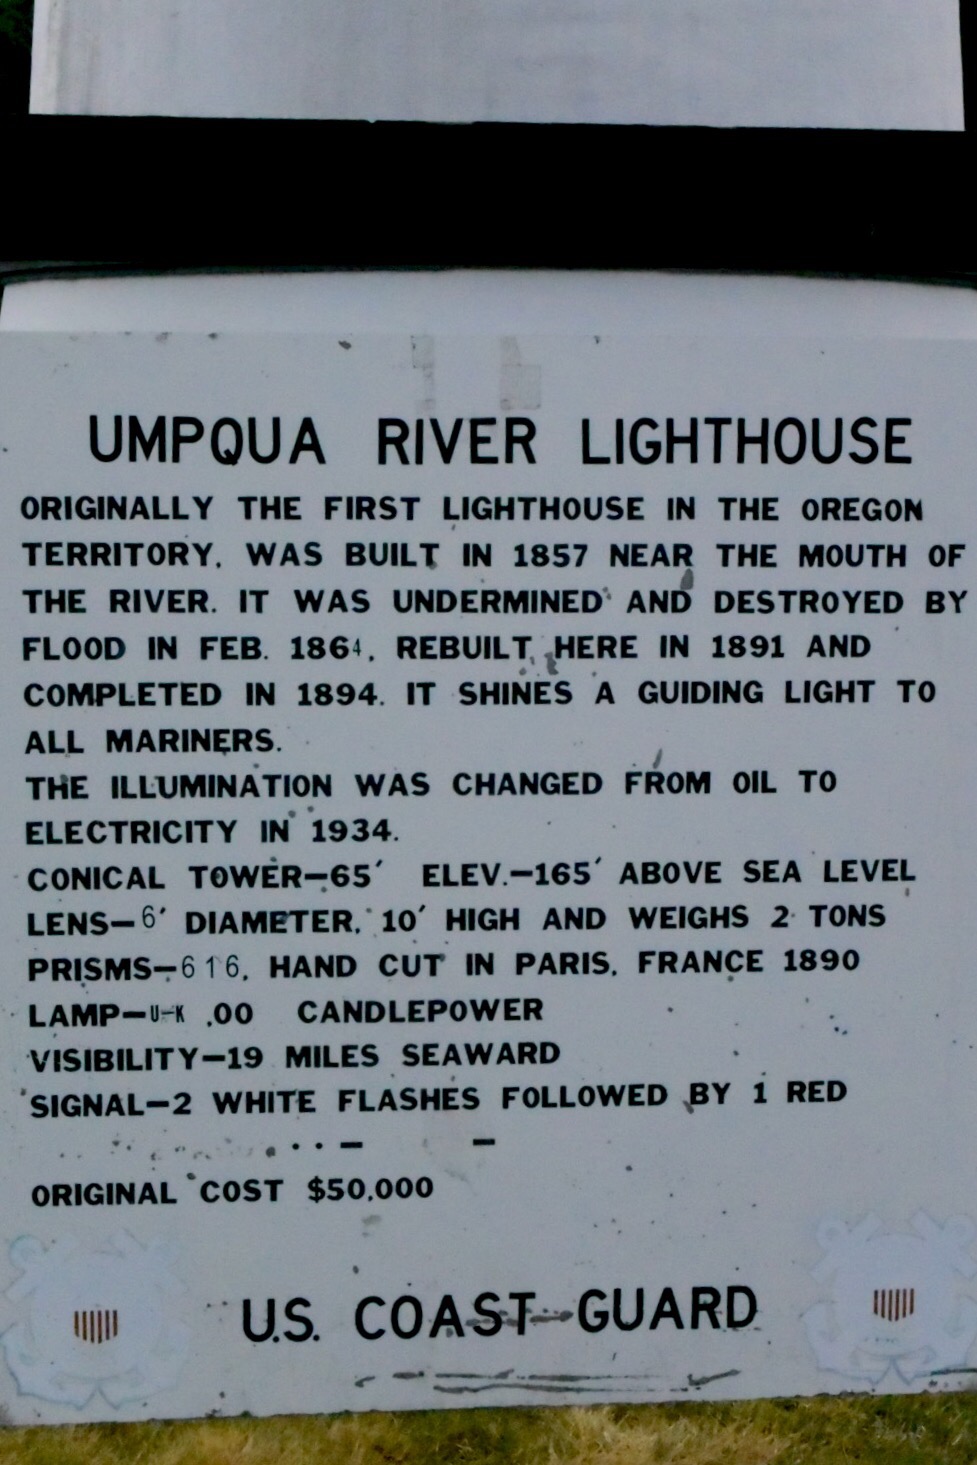 UMPQUA RIVER LIGHTHOUSE
ORIGINALLY THE FIRST LIGHTHOUSE IN THE OREGON
TERRITORY, WAS BUILT IN 1857 NEAR THE MOUTH OF
THE RIVER. IT WAS UNDERMINED AND DESTROYED BY
FLOOD IN FEB. 1864, REBUILT HERE IN 1891 AND
COMPLETED IN 1894. IT SHINES A GUIDING LIGHT TO
ALL MARINERS.
THE ILLUMINATION WAS CHANGED FROM OIL TO
ELECTRICITY IN 1934.
CONICAL TOWER-65' ELEV.-165' ABOVE SEA LEVEL
LENS-6' DIAMETER, 10' HIGH AND WEIGHS 2 TONS
PRISMS-616, HAND CUT IN PARIS, FRANCE 1890
LAMP-U-K .00 CANDLEPOWER
VISIBILITY-19 MILES SEAWARD
SIGNAL-2 WHITE FLASHES FOLLOWED BY 1 RED
ORIGINAL COST $50,000
U.S. COAST GUARD